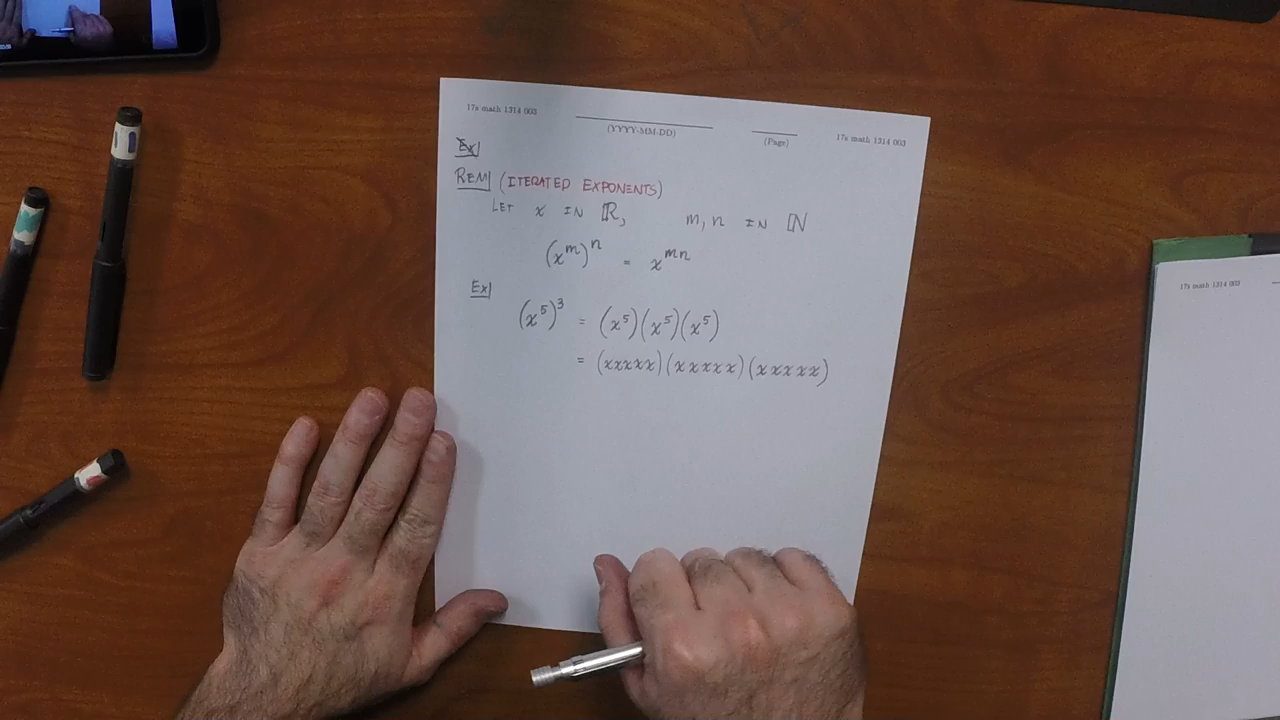 17s math 1314 003
(YYYY-MM-DD)
(Page)
17s math 1314 003
Ex
REM (ITERATED EXPONENTS)
LET x IN ℝ, m, n IN ℕ
(x^m)^n = x^{mn}
Ex
(x^5)^3 = (x^5)(x^5)(x^5)
= (xxxxx)(xxxxx)(xxxxx)
17s math 1314 003